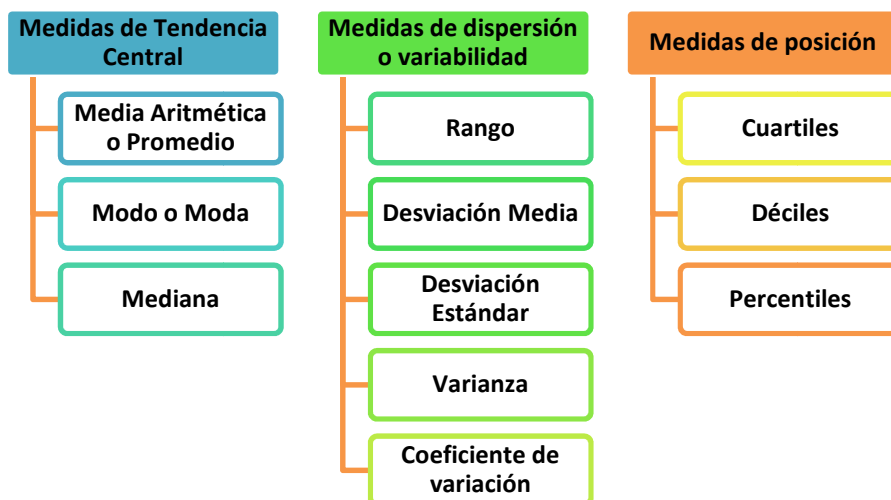 Medidas de Tendencia
Central
Media Aritmética
o Promedio
Modo o Moda
Mediana
Medidas de dispersión
o variabilidad
Rango
Desviación Media
Desviación
Estándar
Varianza
Coeficiente de
variación
Medidas de posición
Cuartiles
Déciles
Percentiles